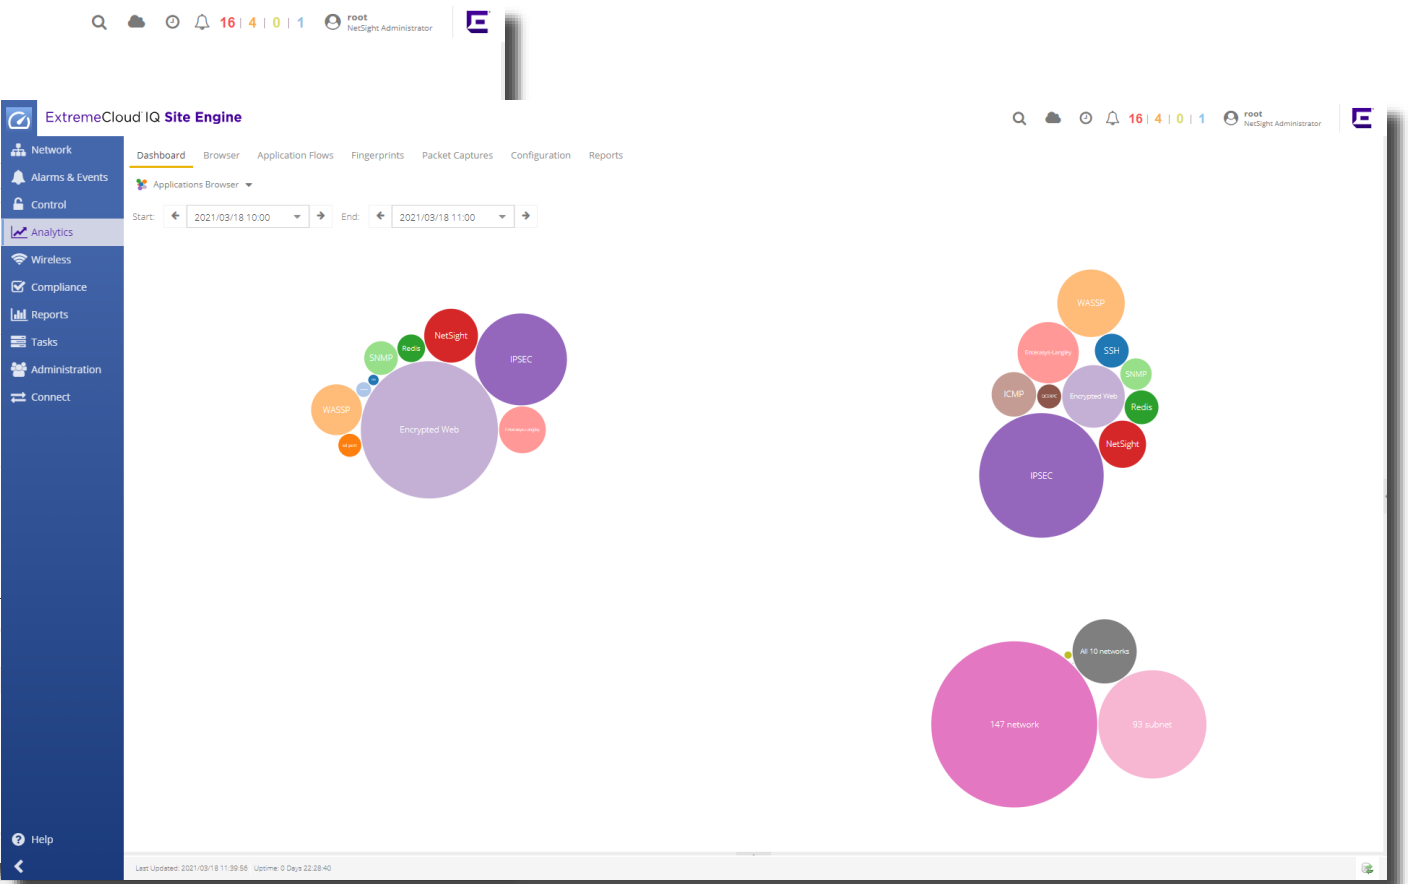 16 | 4 | 0 | 1 root
NetSight Administrator
ExtremeCloud IQ Site Engine
16 | 4 | 0 | 1 root
NetSight Administrator
Network
Alarms & Events
Control
Analytics
Wireless
Compliance
Reports
Tasks
Administration
Connect
Help
Dashboard Browser Application Flows Fingerprints Packet Captures Configuration Reports
Applications Browser
Start: 2021/03/18 10:00 End: 2021/03/18 11:00
NetSight
Redis
SNMP
IPSEC
WASSP
Encrypted Web
Enterasys-Langley
WASSP
Enterasys-Langley
SSH
SNMP
ICMP
Encrypted Web
Redis
NetSight
IPSEC
All 10 networks
147 network
93 subnet
Last Updated: 2021/03/18 11:39:56 Uptime: 0 Days 22:28:40